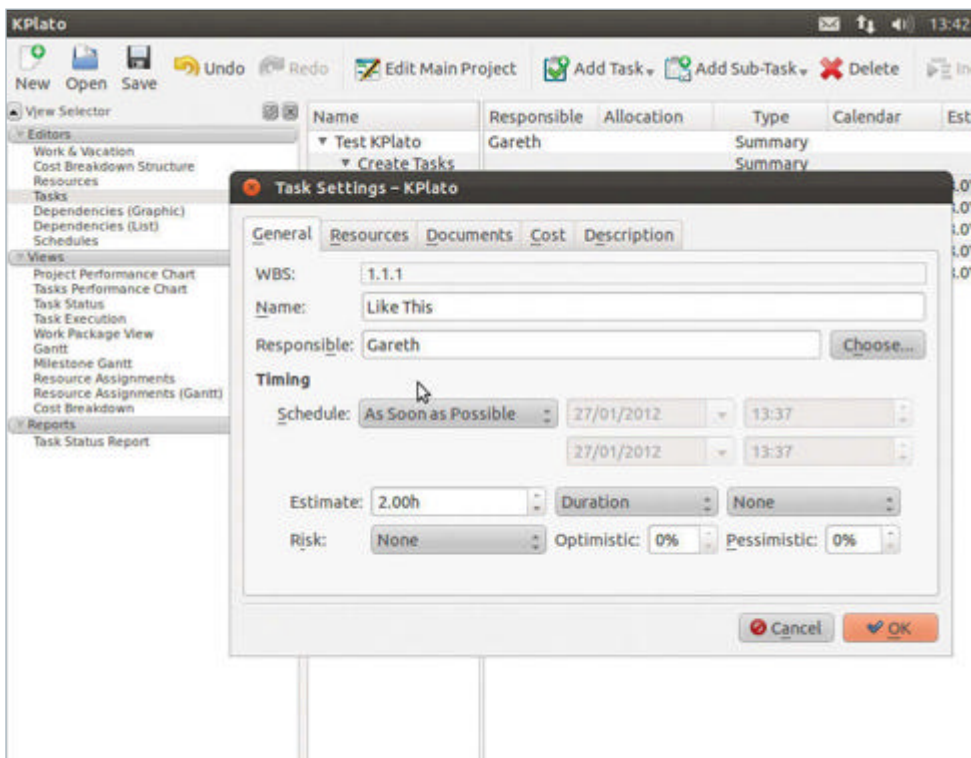 KPlato 13:42
New Open Save Undo Redo Edit Main Project Add Task Add Sub-Task Delete
View Selector
Name Responsible Allocation Type Calendar Est
Editors
Work & Vacation
Cost Breakdown Structure
Resources
Tasks
Dependencies (Graphic)
Dependencies (List)
Schedules
Views
Project Performance Chart
Tasks Performance Chart
Task Status
Task Execution
Work Package View
Gantt
Milestone Gantt
Resource Assignments
Resource Assignments (Gantt)
Cost Breakdown
Reports
Task Status Report
Test KPlato Gareth Summary
Create Tasks Summary
Task Settings – KPlato
General Resources Documents Cost Description
WBS: 1.1.1
Name: Like This
Responsible: Gareth Choose...
Timing
Schedule: As Soon as Possible 27/01/2012 13:37
27/01/2012 13:37
Estimate: 2.00h Duration None
Risk: None Optimistic: 0% Pessimistic: 0%
Cancel OK